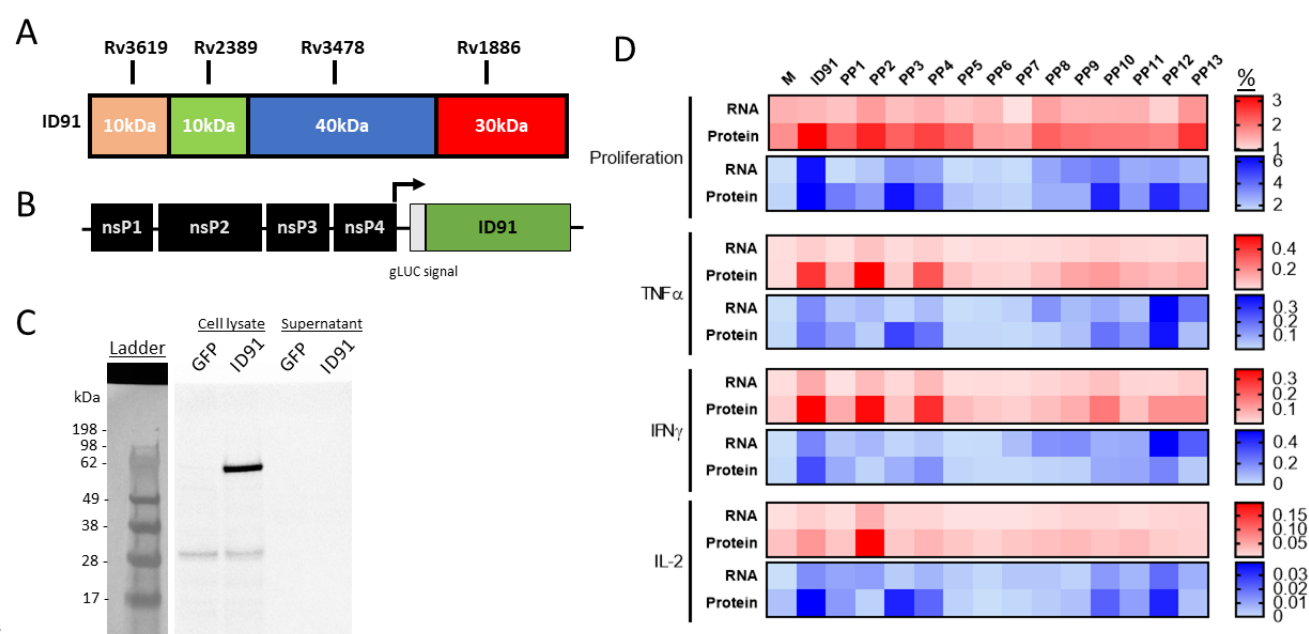 A
Rv3619 Rv2389 Rv3478 Rv1886
ID91
10kDa 10kDa 40kDa 30kDa
B
nsP1 nsP2 nsP3 nsP4 ID91
gLUC signal
C
Cell lysate Supernatant
Ladder GFP ID91 GFP ID91
kDa
198 -
98 -
62 -
49 -
38 -
28 -
17 -
D
M ID91 PP1 PP2 PP3 PP4 PP5 PP6 PP7 PP8 PP9 PP10 PP11 PP12 PP13
%
Proliferation
RNA
Protein
3
2
1
RNA
Protein
6
4
2
TNFα
RNA
Protein
0.4
0.2
RNA
Protein
0.3
0.2
0.1
IFNγ
RNA
Protein
0.3
0.2
0.1
RNA
Protein
0.4
0.2
0
IL-2
RNA
Protein
0.15
0.10
0.05
RNA
Protein
0.03
0.02
0.01
0